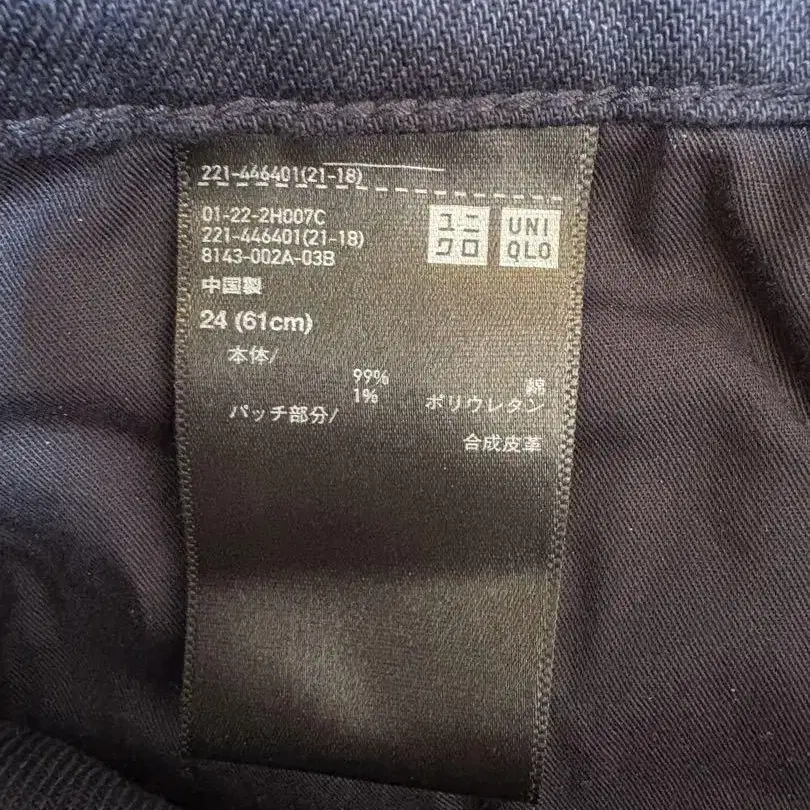 221-446401(21-18)
01-22-2H007C
221-446401(21-18)
8143-002A-03B
ユニ
クロ
UNI
QLO
中国製
24 (61cm)
本体/
99% 綿
1% ポリウレタン
パッチ部分/
合成皮革